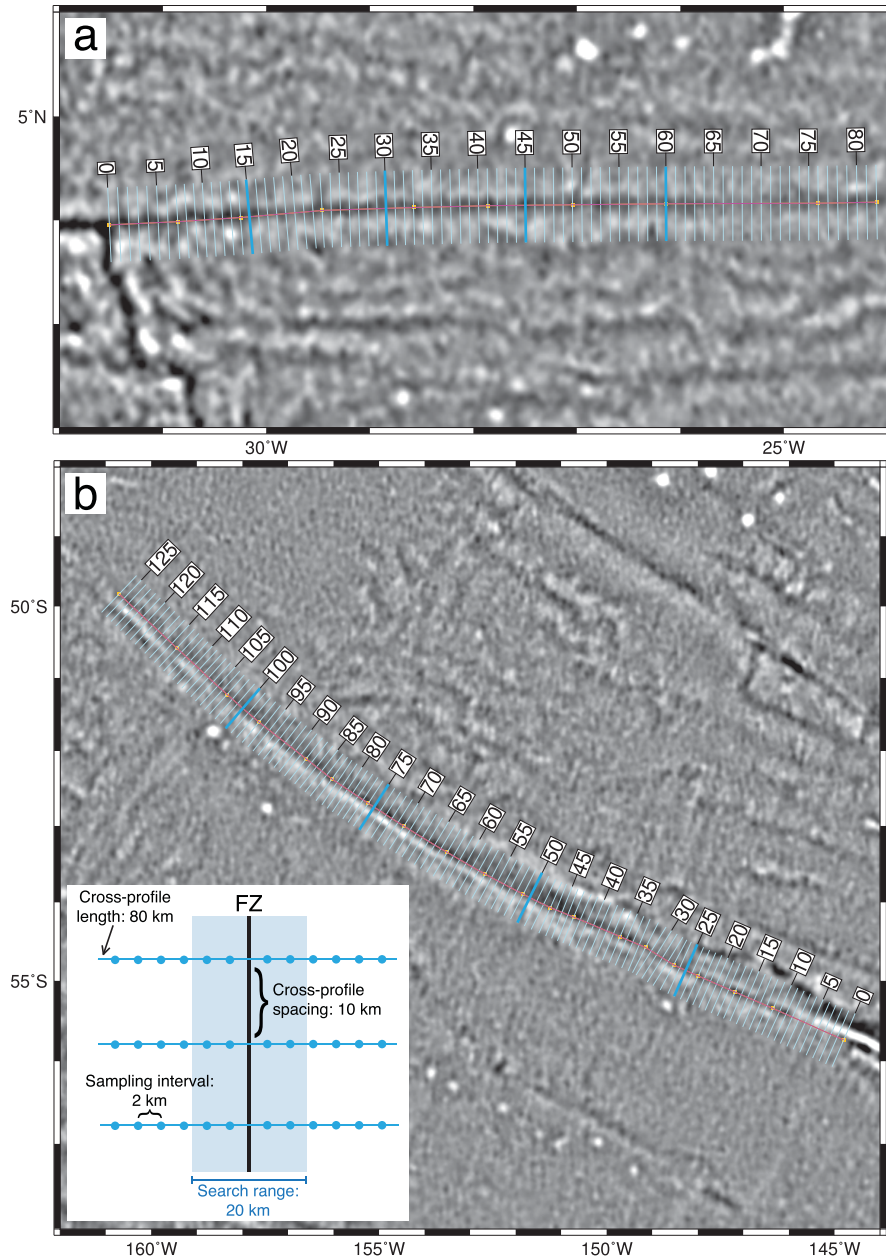 a
5˚N
0 5 10 15 20 25 30 35 40 45 50 55 60 65 70 75 80
30˚W 25˚W
b
125
120
115
110
105
100
95
90
85
80
75
70
65
60
55
50
45
40
35
30
25
20
15
10
5
0
50˚S
55˚S
Cross-profile
length: 80 km
FZ
Cross-profile
spacing: 10 km
Sampling interval:
2 km
Search range:
20 km
160˚W 155˚W 150˚W 145˚W